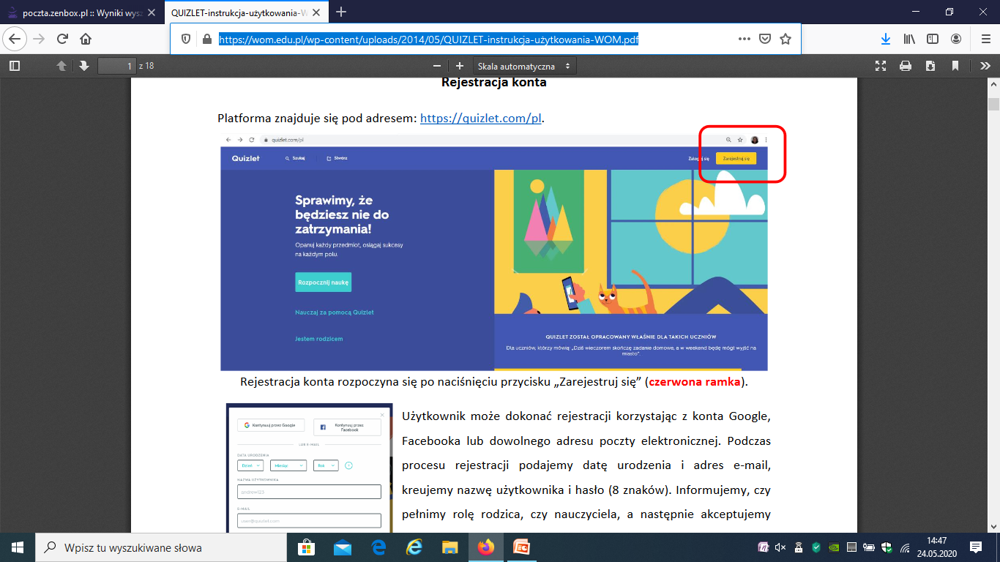 poczta.zenbox.pl :: Wyniki wysz
QUIZLET-instrukcja-użytkowania-W
https://wom.edu.pl/wp-content/uploads/2014/05/QUIZLET-instrukcja-użytkowania-WOM.pdf
1 z 18
Skala automatyczna
Rejestracja konta
Platforma znajduje się pod adresem: https://quizlet.com/pl.
quizlet.com/pl
Quizlet Szukaj Stwórz Zaloguj się Zarejestruj się
Sprawimy, że
będziesz nie do
zatrzymania!
Opanuj każdy przedmiot, osiągaj sukcesy
na każdym polu.
Rozpocznij naukę
Nauczaj za pomocą Quizlet
Jestem rodzicem
QUIZLET ZOSTAŁ OPRACOWANY WŁAŚNIE DLA TAKICH UCZNIÓW
Dla uczniów, którzy mówią: „Dziś wieczorem skończę zadanie domowe, a w weekend będę mógł wyjść na
miasto”.
Rejestracja konta rozpoczyna się po naciśnięciu przycisku „Zarejestruj się” (czerwona ramka).
Kontynuuj przez Google
Kontynuuj przez
Facebook
LUB E-MAIL
DATA URODZENIA
Dzień Miesiąc Rok
NAZWA UŻYTKOWNIKA
andrew123
E-MAIL
user@quizlet.com
Użytkownik może dokonać rejestracji korzystając z konta Google,
Facebooka lub dowolnego adresu poczty elektronicznej. Podczas
procesu rejestracji podajemy datę urodzenia i adres e-mail,
kreujemy nazwę użytkownika i hasło (8 znaków). Informujemy, czy
pełnimy rolę rodzica, czy nauczyciela, a następnie akceptujemy
Wpisz tu wyszukiwane słowa
14:47
24.05.2020